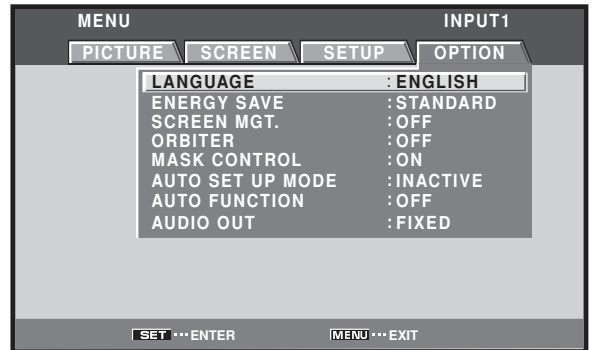 MENU INPUT1
PICTURE SCREEN SETUP OPTION
LANGUAGE :ENGLISH
ENERGY SAVE :STANDARD
SCREEN MGT. :OFF
ORBITER :OFF
MASK CONTROL :ON
AUTO SET UP MODE :INACTIVE
AUTO FUNCTION :OFF
AUDIO OUT :FIXED
SET ··· ENTER MENU ··· EXIT